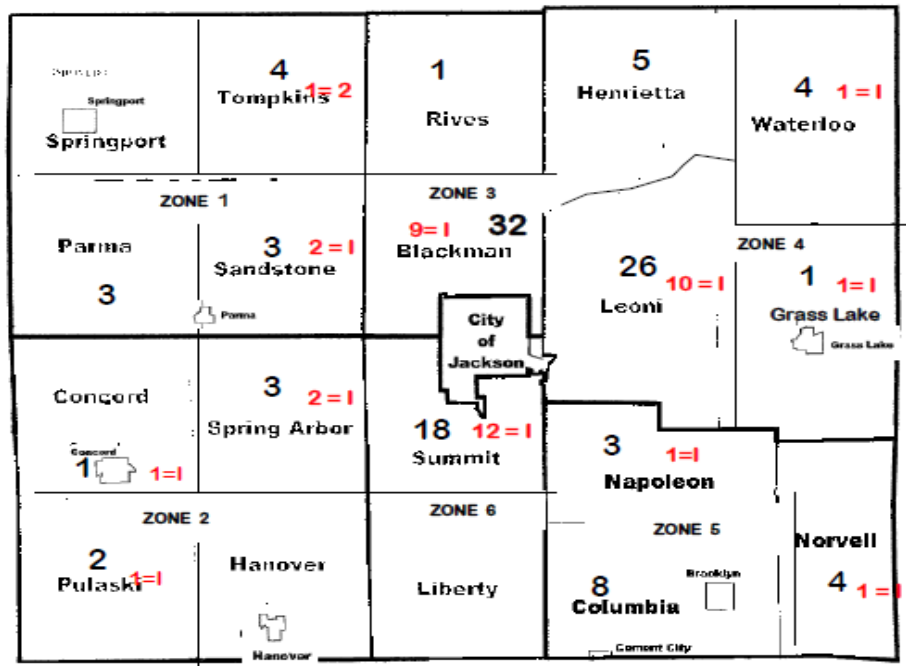 Springport
Springport
4
1= 2
Tompkins
1
Rives
5
Henrietta
4
1= I
Waterloo
ZONE 1
Parma
3
3
2 = I
Sandstone
Parma
ZONE 3
9= I
32
Blackman
City
of
Jackson
ZONE 4
26
10 = I
Leoni
1
1= I
Grass Lake
Grass Lake
Concord
Concord
1
1=I
3
2 = I
Spring Arbor
18
12 = I
Summit
3
1=I
Napoleon
ZONE 2
2
1=I
Pulaski
Hanover
Hanover
ZONE 6
Liberty
ZONE 5
8
Columbia
Brooklyn
Cement City
Norvell
4
1 = I